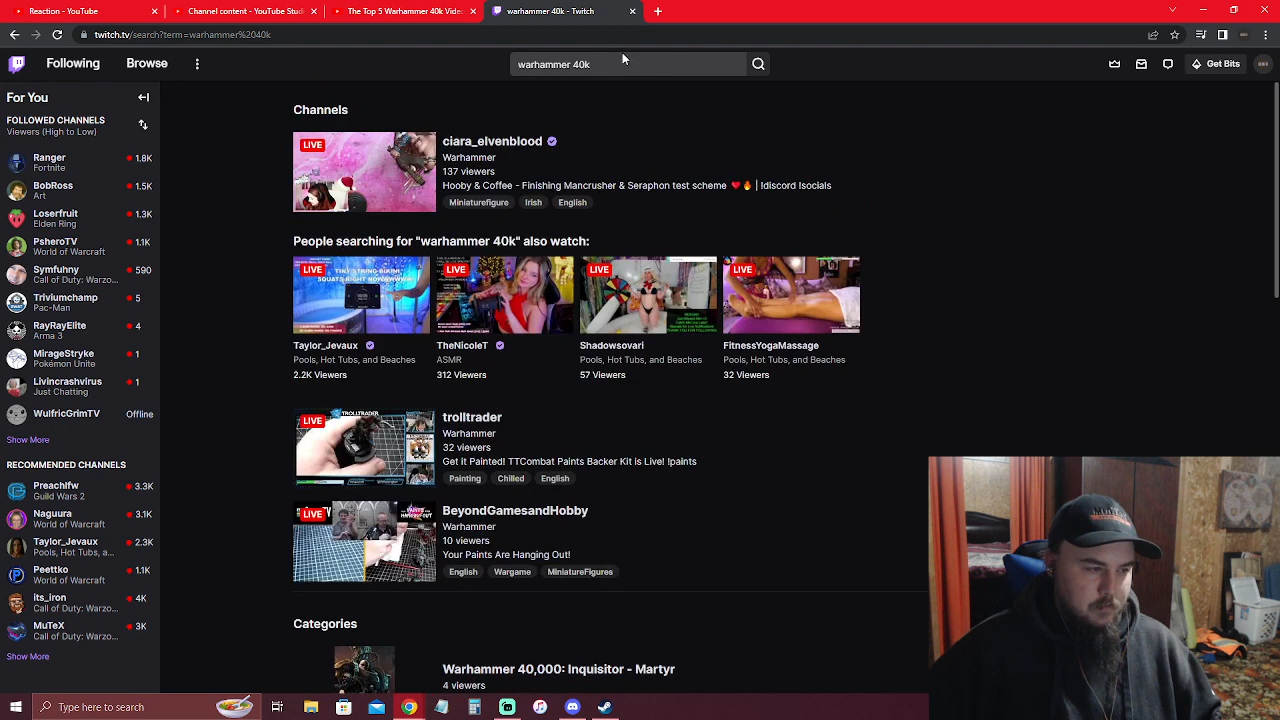 Reaction - YouTube
Channel content - YouTube Studi
The Top 5 Warhammer 40k Video
warhammer 40k - Twitch
twitch.tv/search?term=warhammer%2040k
Following
Browse
warhammer 40k
Get Bits
For You
FOLLOWED CHANNELS
Viewers (High to Low)
Ranger
1.8K
Fortnite
BobRoss
1.5K
Art
Loserfruit
1.3K
Elden Ring
PsheroTV
1.1K
World of Warcraft
Symfuhny
590
Call of Duty: Warzo...
Triviumchamp
5
Pac-Man
RayRayElite
4
Arma 3
MirageStryke
1
Pokémon Unite
Livincrashvirus
1
Just Chatting
WulfricGrimTV
Offline
Show More
RECOMMENDED CHANNELS
Preachlfw
3.3K
Guild Wars 2
Naguura
3.1K
World of Warcraft
Taylor_Jevaux
2.3K
Pools, Hot Tubs, a...
Peetko
1.1K
World of Warcraft
its_iron
4K
Call of Duty: Warzo...
MuTeX
3K
Call of Duty: Warzo...
Show More
Channels
LIVE
ciara_elvenblood
Warhammer
137 viewers
Hooby & Coffee - Finishing Mancrusher & Seraphon test scheme ❤️🔥 | !discord !socials
Miniaturefigure
Irish
English
People searching for "warhammer 40k" also watch:
LIVE
TINY STRING BIKINI
SQUATS RIGHT NOWWWWW
LIVE
LIVE
LIVE
Taylor_Jevaux
Pools, Hot Tubs, and Beaches
2.2K Viewers
TheNicoleT
ASMR
312 Viewers
Shadowsovari
Pools, Hot Tubs, and Beaches
57 Viewers
FitnessYogaMassage
Pools, Hot Tubs, and Beaches
32 Viewers
LIVE
TROLLTRADER
trolltrader
Warhammer
32 viewers
Get it Painted! TTCombat Paints Backer Kit is Live! !paints
Painting
Chilled
English
LIVE
BeyondGamesandHobby
Warhammer
10 viewers
Your Paints Are Hanging Out!
English
Wargame
MiniatureFigures
Categories
Warhammer 40,000: Inquisitor - Martyr
4 viewers
Type here to search